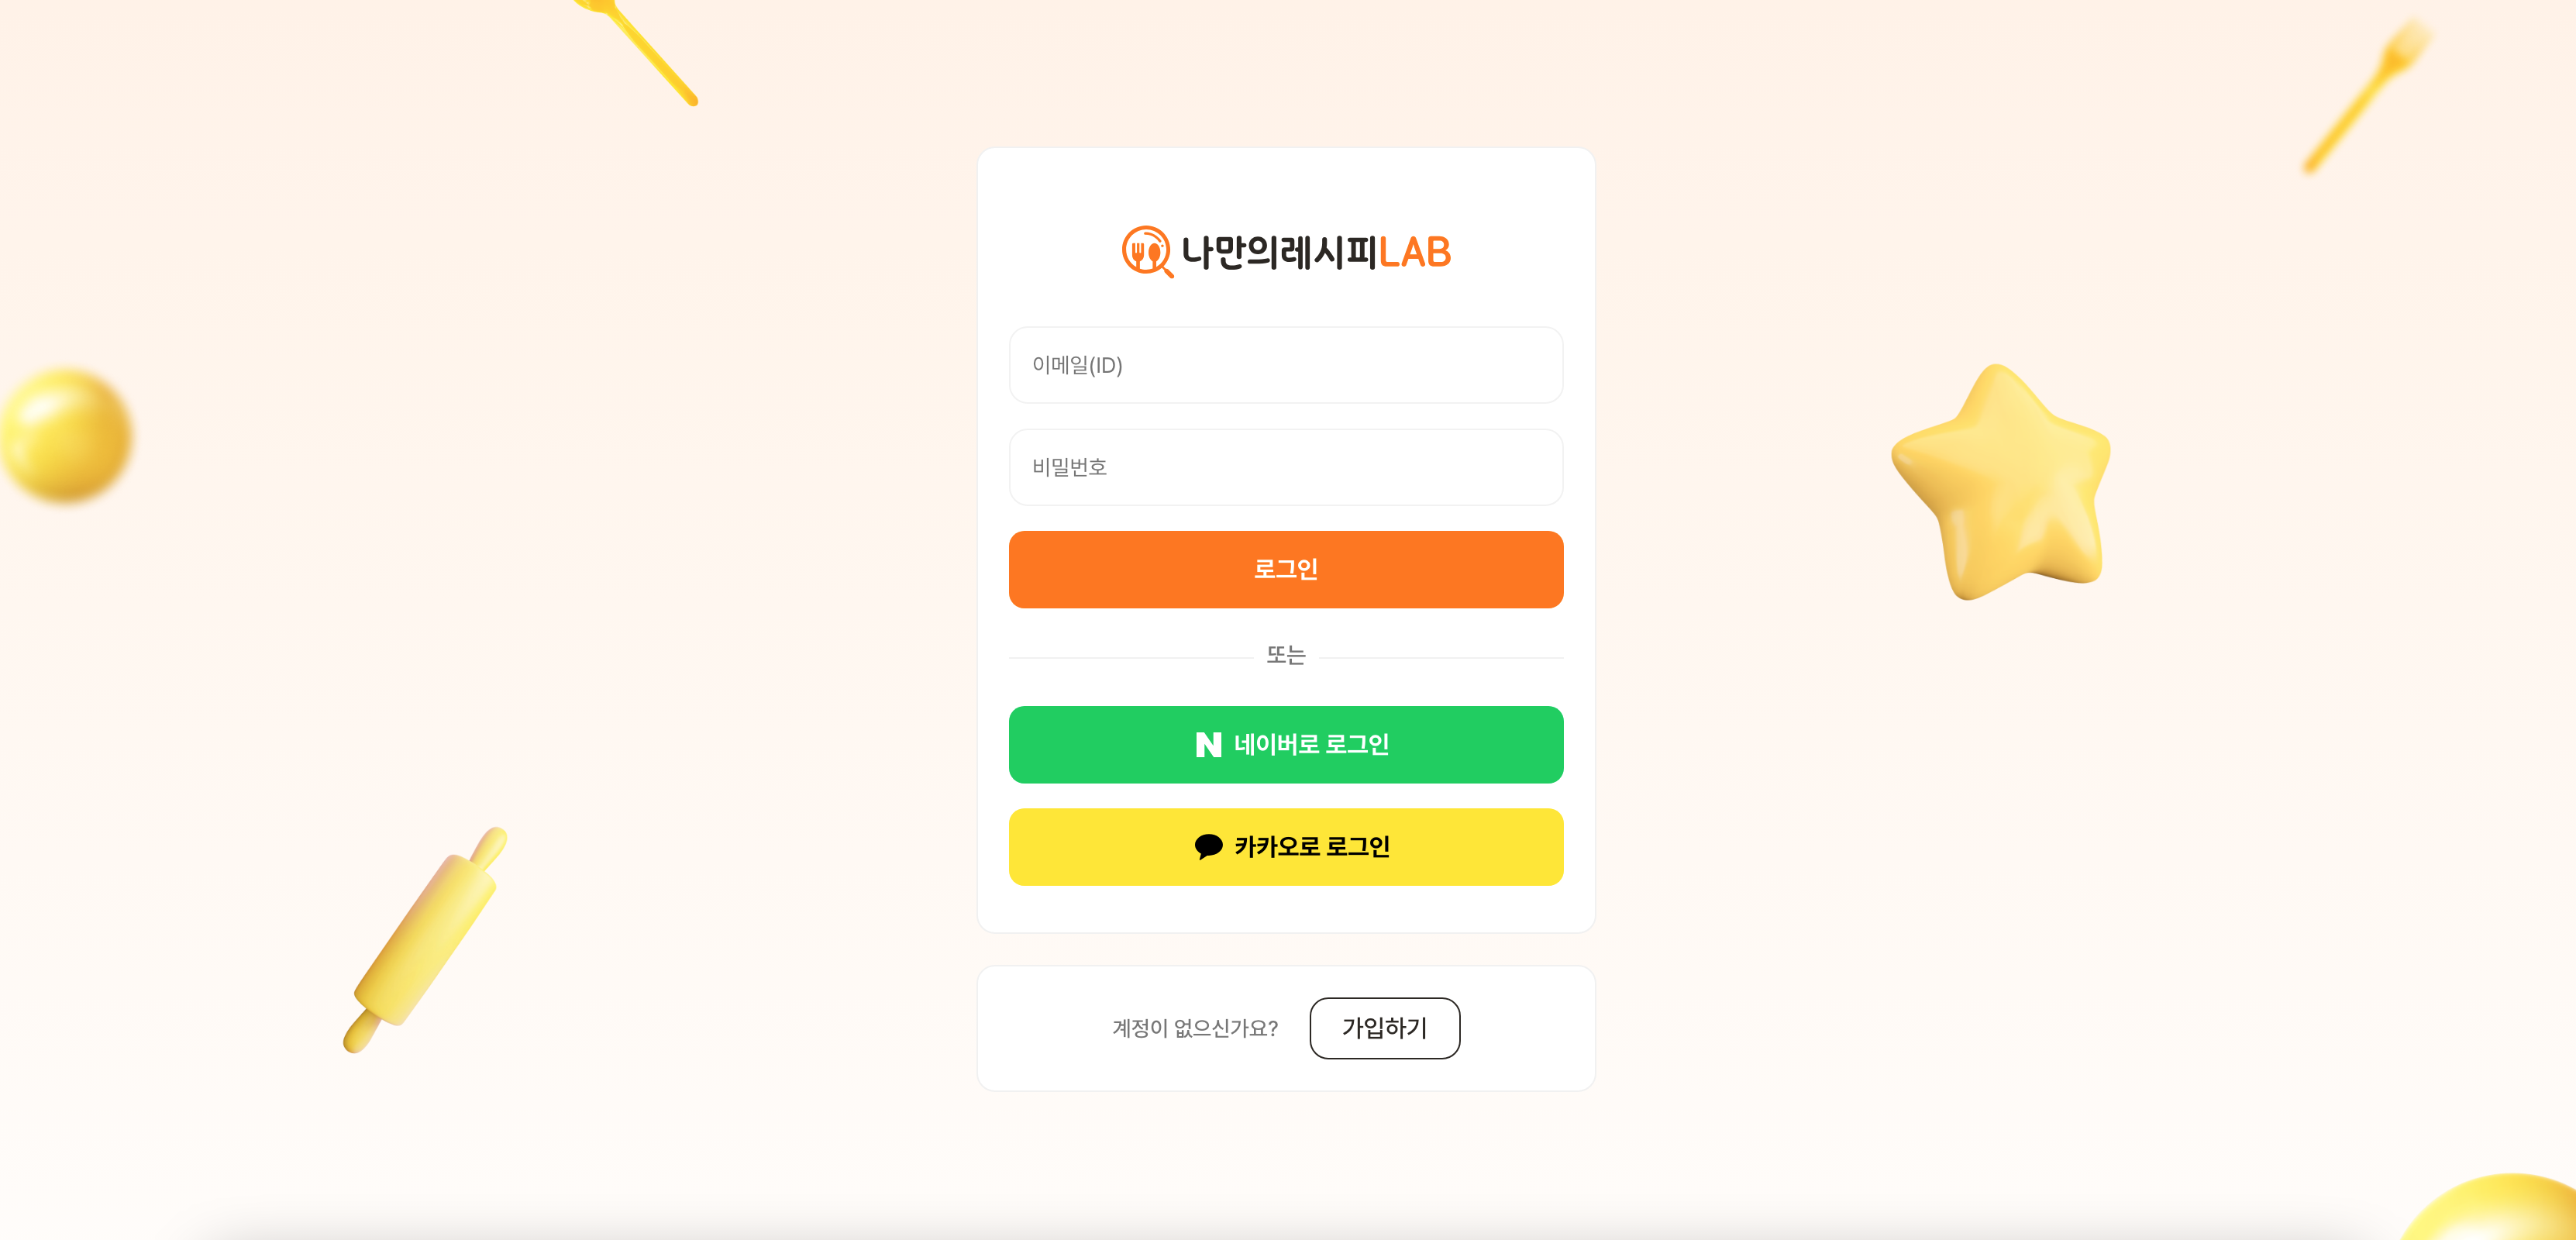 나만의레시피LAB
이메일(ID)
비밀번호
로그인
또는
N 네이버로 로그인
카카오로 로그인
계정이 없으신가요? 가입하기